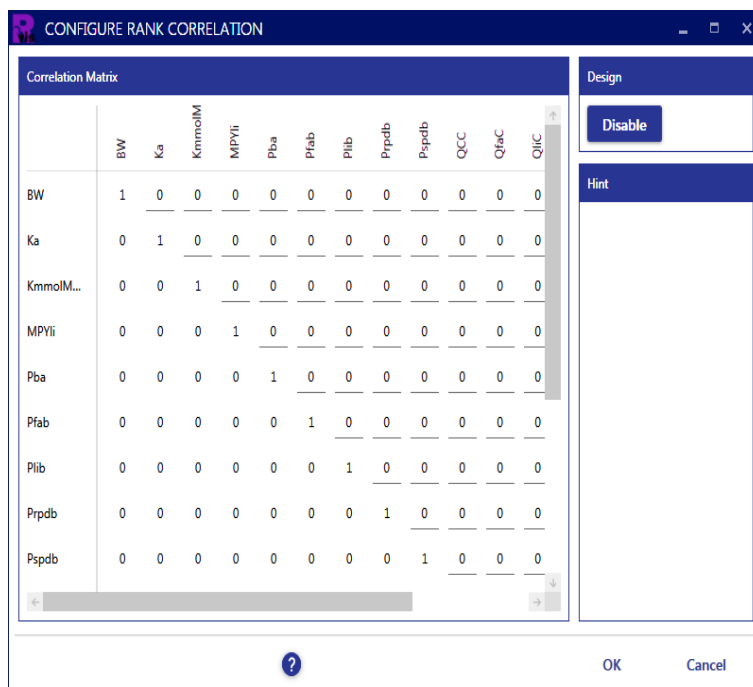 CONFIGURE RANK CORRELATION
Correlation Matrix
BW Ka KmmolM MPYli Pba Pfab Plib Prpdb Pspdb QCC QfaC QliC
BW 1 0 0 0 0 0 0 0 0 0 0 0
Ka 0 1 0 0 0 0 0 0 0 0 0 0
KmmolM... 0 0 1 0 0 0 0 0 0 0 0 0
MPYli 0 0 0 1 0 0 0 0 0 0 0 0
Pba 0 0 0 0 1 0 0 0 0 0 0 0
Pfab 0 0 0 0 0 1 0 0 0 0 0 0
Plib 0 0 0 0 0 0 1 0 0 0 0 0
Prpdb 0 0 0 0 0 0 0 1 0 0 0 0
Pspdb 0 0 0 0 0 0 0 0 1 0 0 0
Design
Disable
Hint
?
OK Cancel